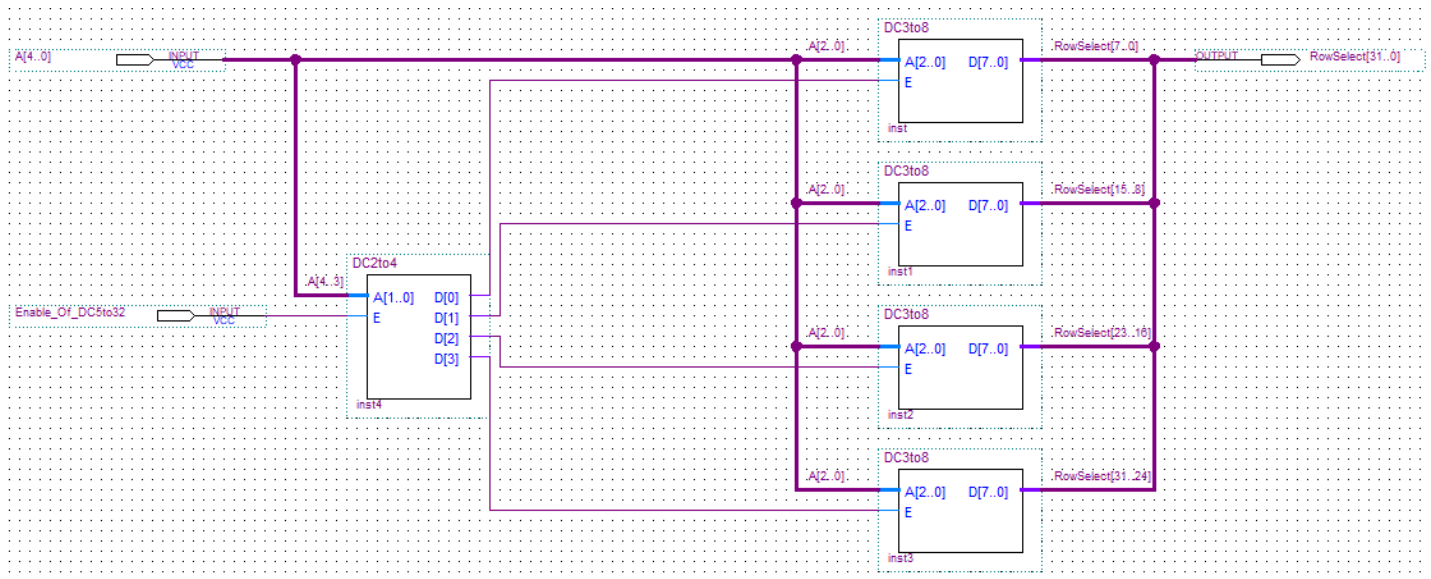 DC3to8
A[4..0]
INPUT
VCC
A[2..0]
RowSelect[7..0]
OUTPUT
RowSelect[31..0]
A[2..0]
D[7..0]
E
inst
DC3to8
A[2..0]
RowSelect[15..8]
A[2..0]
D[7..0]
E
inst1
DC2to4
A[4..3]
A[1..0]
D[0]
Enable_Of_DC5to32
INPUT
VCC
E
D[1]
D[2]
D[3]
inst4
DC3to8
A[2..0]
RowSelect[23..16]
A[2..0]
D[7..0]
E
inst2
DC3to8
A[2..0]
RowSelect[31..24]
A[2..0]
D[7..0]
E
inst3